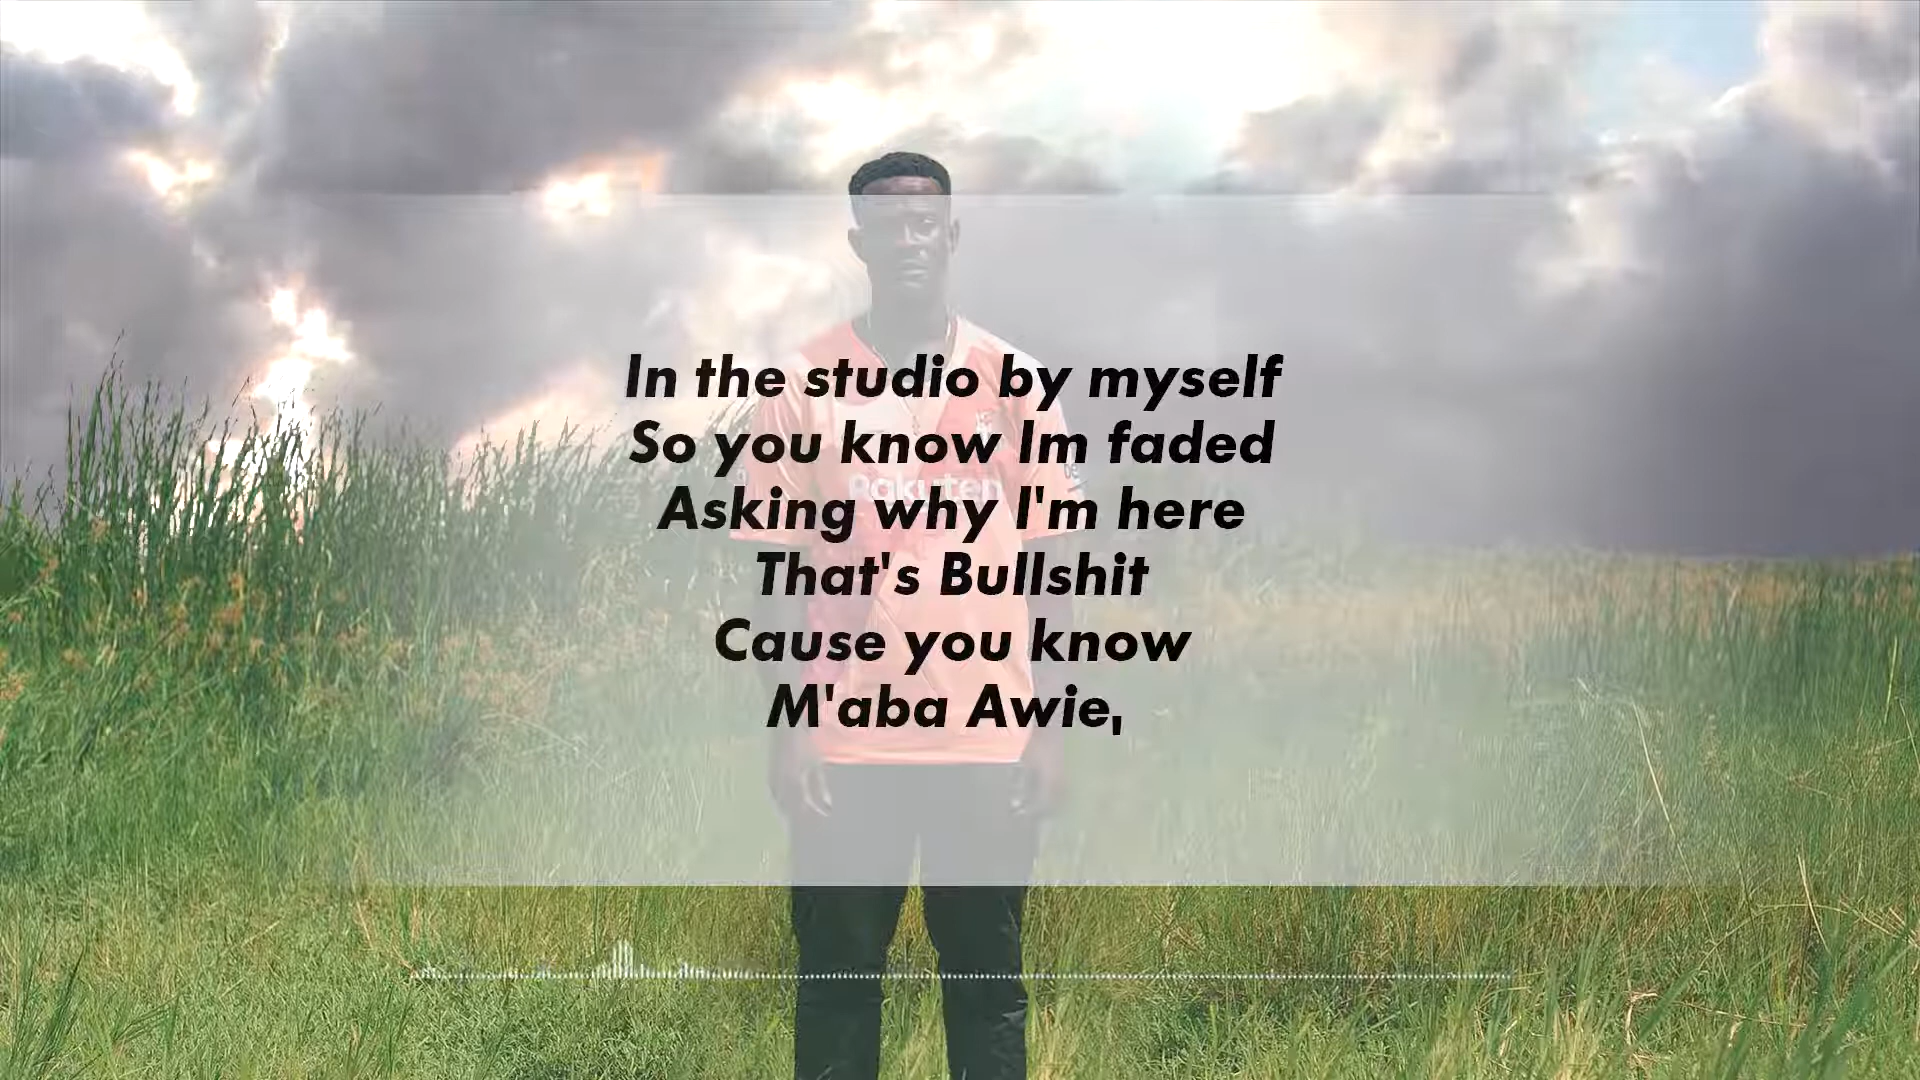 In the studio by myself
So you know Im faded
Asking why I'm here
Rakuten
That's Bullshit
Cause you know
M'aba Awie,